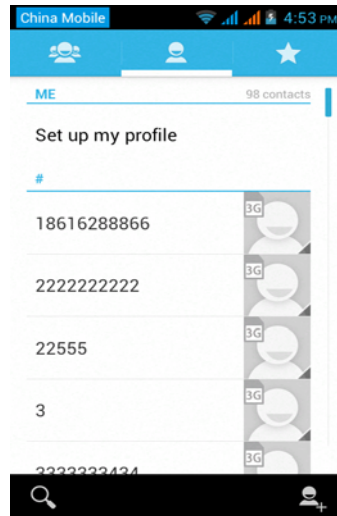 China Mobile 4:53 PM
ME 98 contacts
Set up my profile
#
18616288866 3G
2222222222 3G
22555 3G
3 3G
3333333434 3G